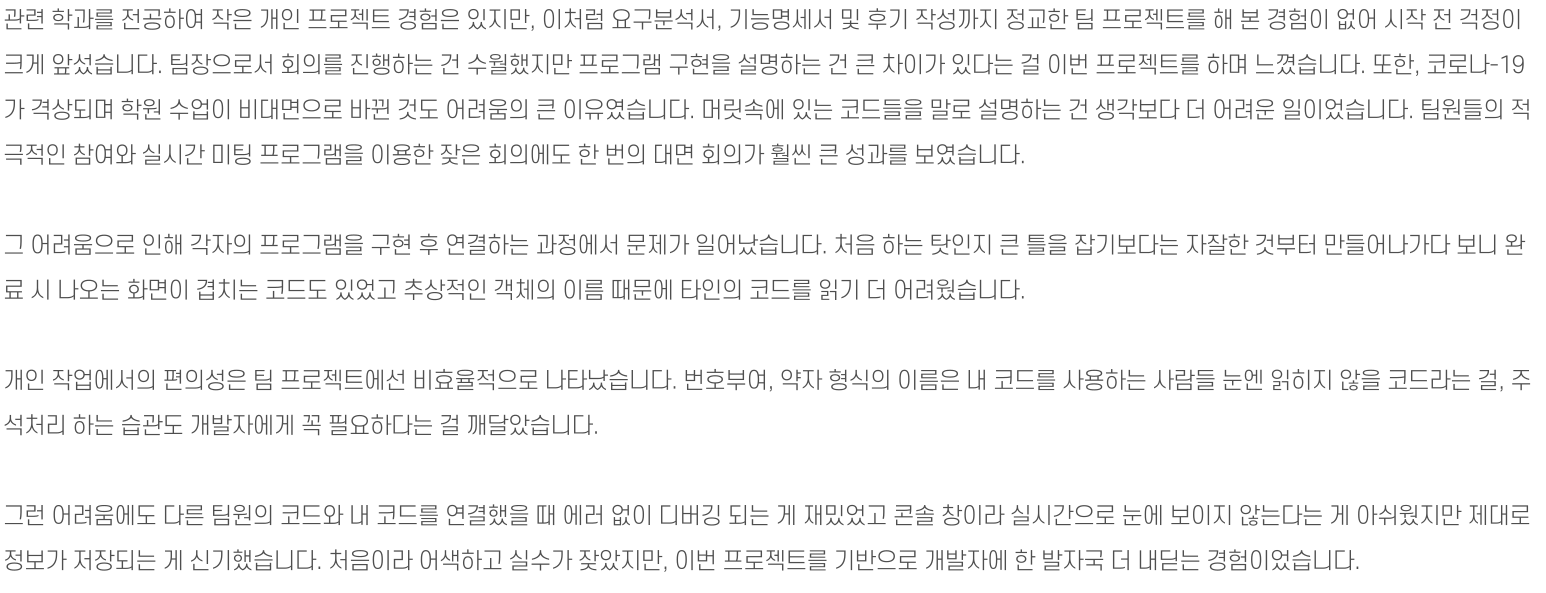 관련 학과를 전공하여 작은 개인 프로젝트 경험은 있지만, 이처럼 요구분석서, 기능명세서 및 후기 작성까지 정교한 팀 프로젝트를 해 본 경험이 없어 시작 전 걱정이
크게 앞섰습니다. 팀장으로서 회의를 진행하는 건 수월했지만 프로그램 구현을 설명하는 건 큰 차이가 있다는 걸 이번 프로젝트를 하며 느꼈습니다. 또한, 코로나-19
가 격상되며 학원 수업이 비대면으로 바뀐 것도 어려움의 큰 이유였습니다. 머릿속에 있는 코드들을 말로 설명하는 건 생각보다 더 어려운 일이었습니다. 팀원들의 적
극적인 참여와 실시간 미팅 프로그램을 이용한 잦은 회의에도 한 번의 대면 회의가 훨씬 큰 성과를 보였습니다.
그 어려움으로 인해 각자의 프로그램을 구현 후 연결하는 과정에서 문제가 일어났습니다. 처음 하는 탓인지 큰 틀을 잡기보다는 자잘한 것부터 만들어나가다 보니 완
료 시 나오는 화면이 겹치는 코드도 있었고 추상적인 객체의 이름 때문에 타인의 코드를 읽기 더 어려웠습니다.
개인 작업에서의 편의성은 팀 프로젝트에선 비효율적으로 나타났습니다. 번호부여, 약자 형식의 이름은 내 코드를 사용하는 사람들 눈엔 읽히지 않을 코드라는 걸, 주
석처리 하는 습관도 개발자에게 꼭 필요하다는 걸 깨달았습니다.
그런 어려움에도 다른 팀원의 코드와 내 코드를 연결했을 때 에러 없이 디버깅 되는 게 재밌었고 콘솔 창이라 실시간으로 눈에 보이지 않는다는 게 아쉬웠지만 제대로
정보가 저장되는 게 신기했습니다. 처음이라 어색하고 실수가 잦았지만, 이번 프로젝트를 기반으로 개발자에 한 발자국 더 내딛는 경험이었습니다.